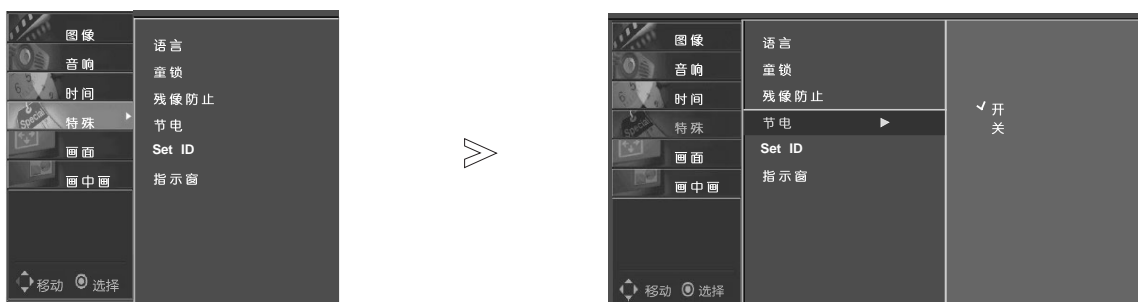 图像
音响
时间
特殊
画面
画中画
移动 选择
语言
童锁
残像防止
节电
Set ID
指示窗
图像
音响
时间
特殊
画面
画中画
移动 选择
语言
童锁
残像防止
节电
Set ID
指示窗
开
关